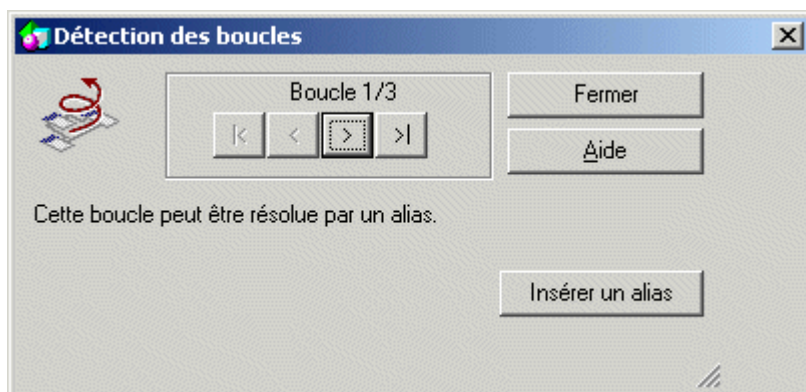 Détection des boucles
Boucle 1/3
|< < > >|
Fermer
Aide
Cette boucle peut être résolue par un alias.
Insérer un alias